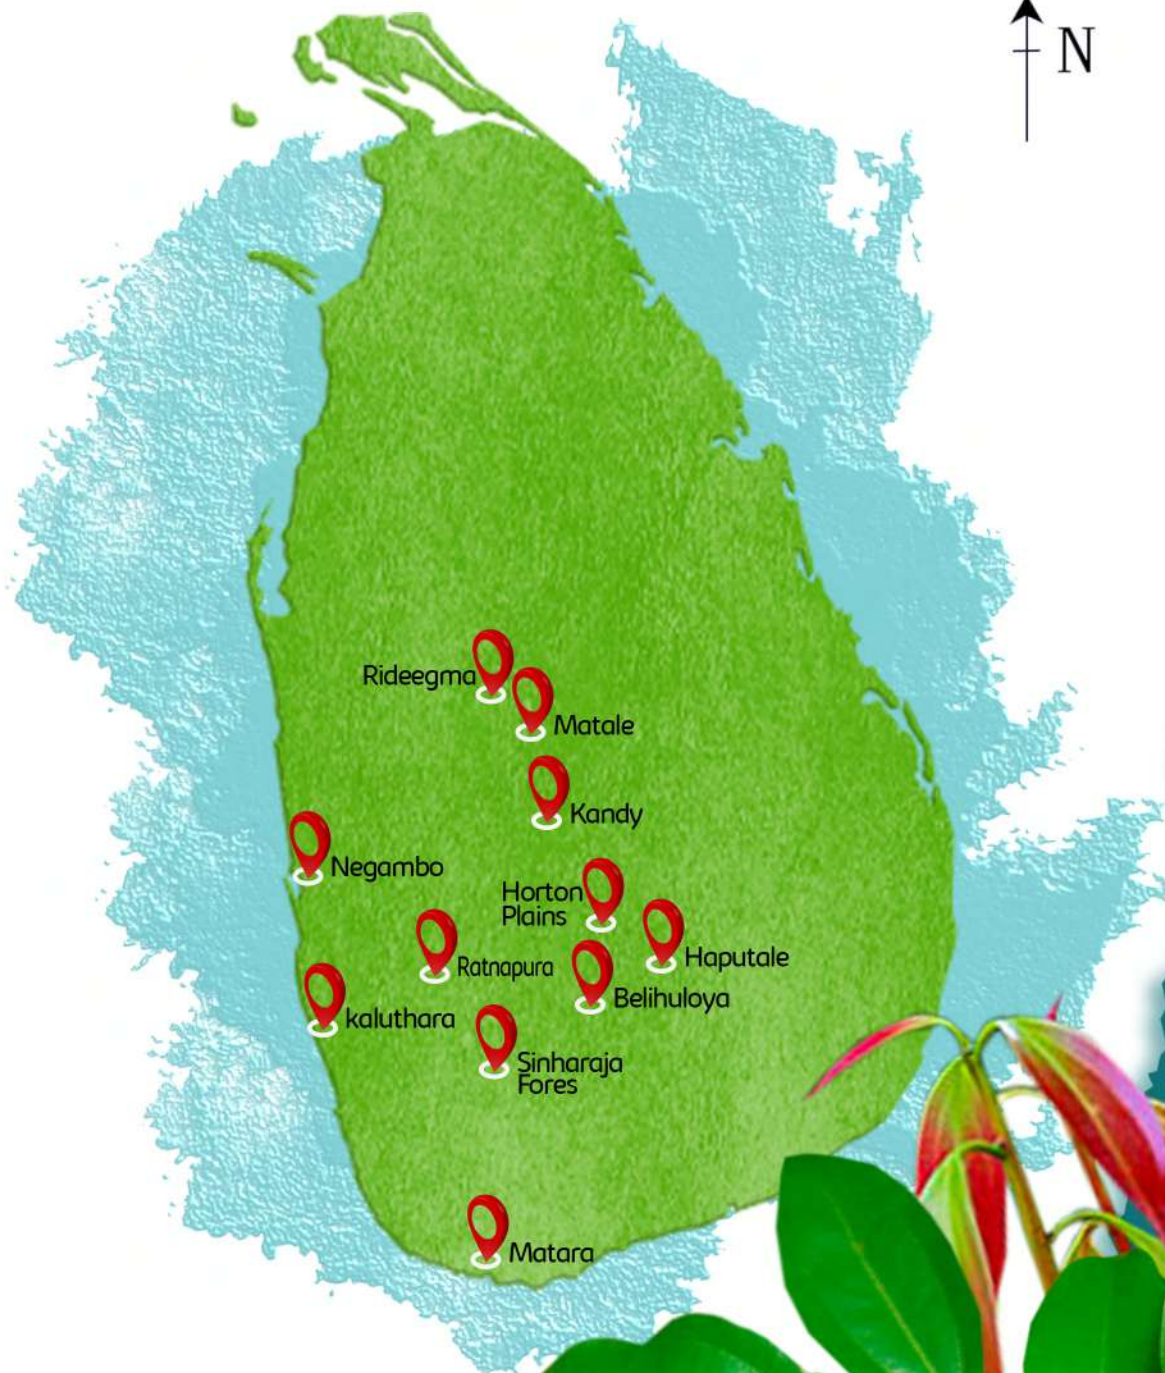 N
Rideegma
Matale
Kandy
Negambo
Horton
Plains
Haputale
Ratnapura
Belihuloya
kaluthara
Sinharaja
Fores
Matara